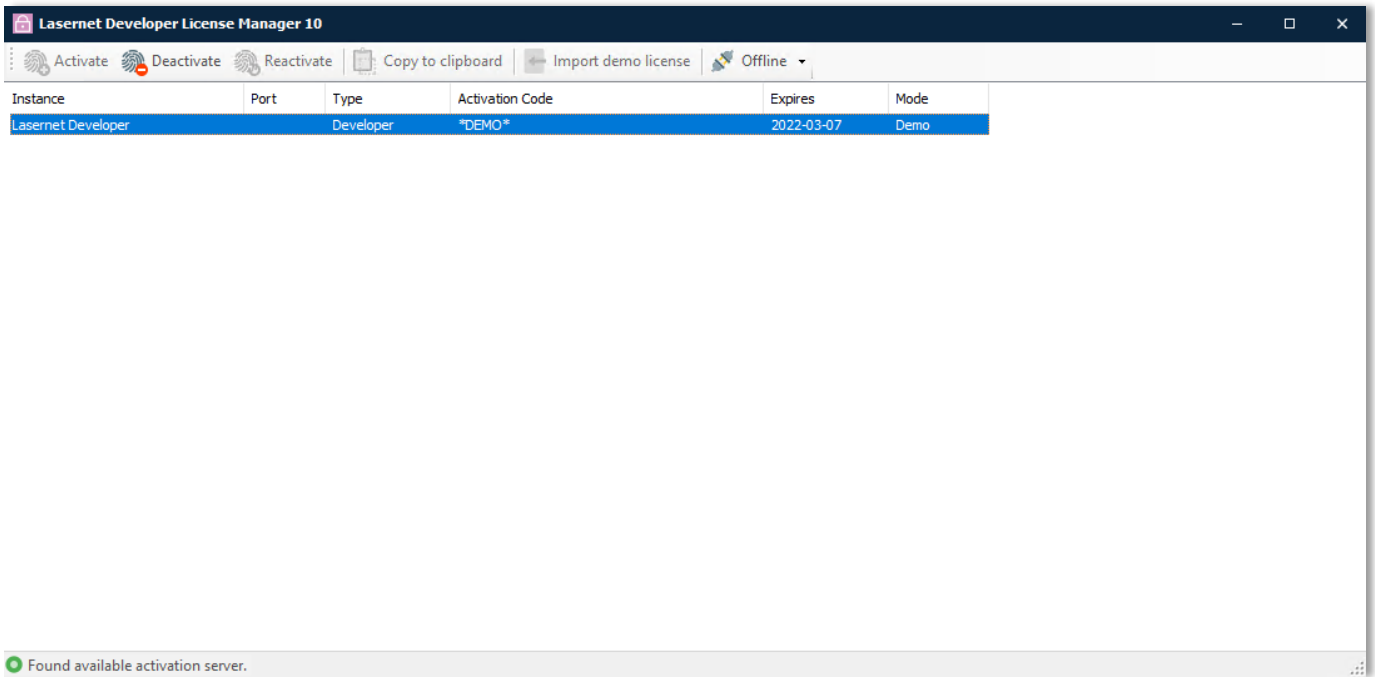 Lasernet Developer License Manager 10
Activate Deactivate Reactivate Copy to clipboard Import demo license Offline
Instance Port Type Activation Code Expires Mode
Lasernet Developer Developer *DEMO* 2022-03-07 Demo
Found available activation server.